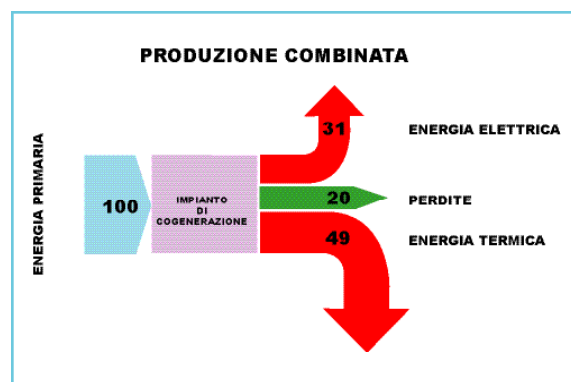 PRODUZIONE COMBINATA
ENERGIA PRIMARIA
100
IMPIANTO
DI
COGENERAZIONE
31
ENERGIA ELETTRICA
20
PERDITE
49
ENERGIA TERMICA